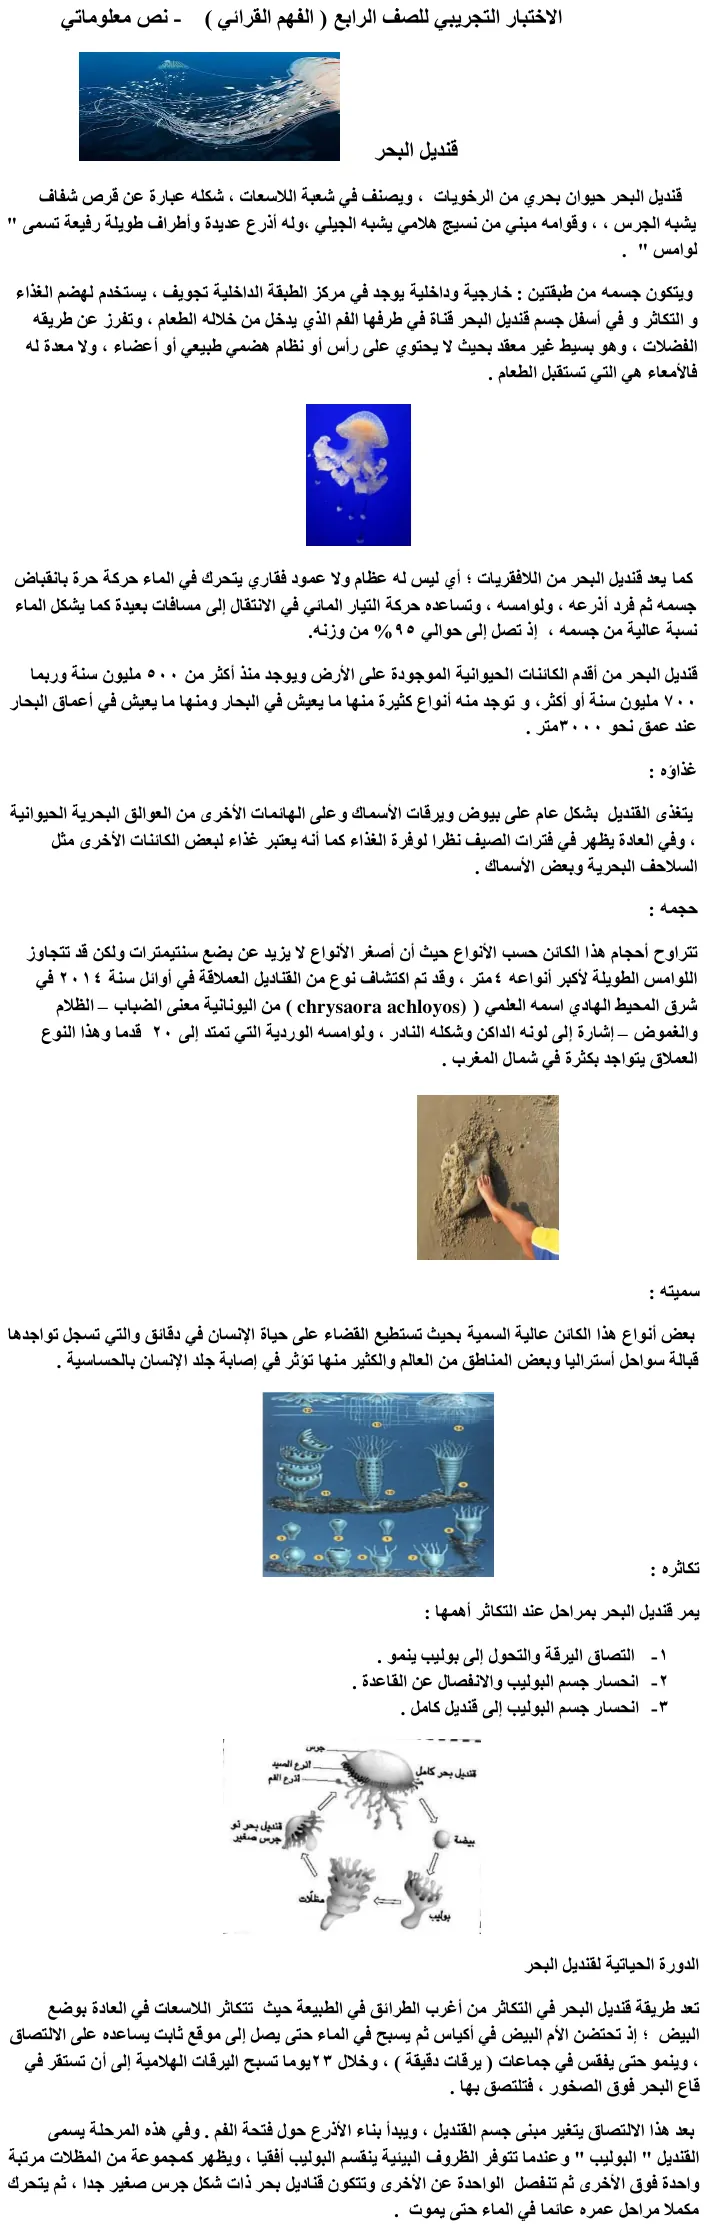 الاختبار التجريبي للصف الرابع ( الفهم القرائي ) - نص معلوماتي
قنديل البحر
قنديل البحر حيوان بحري من الرخويات ، ويصنف في شعبة اللاسعات ، شكله عبارة عن قرص شفاف
يشبه الجرس ، ، وقوامه مبني من نسيج هلامي يشبه الجيلي ،وله أذرع عديدة وأطراف طويلة رفيعة تسمى "
لوامس " .
ويتكون جسمه من طبقتين : خارجية وداخلية يوجد في مركز الطبقة الداخلية تجويف ، يستخدم لهضم الغذاء
و التكاثر و في أسفل جسم قنديل البحر قناة في طرفها الفم الذي يدخل من خلاله الطعام ، وتفرز عن طريقه
الفضلات ، وهو بسيط غير معقد بحيث لا يحتوي على رأس أو نظام هضمي طبيعي أو أعضاء ، ولا معدة له
فالأمعاء هي التي تستقبل الطعام .
كما يعد قنديل البحر من اللافقريات ؛ أي ليس له عظام ولا عمود فقاري يتحرك في الماء حركة حرة بانقباض
جسمه ثم فرد أذرعه ، ولوامسه ، وتساعده حركة التيار المائي في الانتقال إلى مسافات بعيدة كما يشكل الماء
نسبة عالية من جسمه ، إذ تصل إلى حوالي ٩٥% من وزنه.
قنديل البحر من أقدم الكائنات الحيوانية الموجودة على الأرض ويوجد منذ أكثر من ٥٠٠ مليون سنة وربما
٧٠٠ مليون سنة أو أكثر، و توجد منه أنواع كثيرة منها ما يعيش في البحار ومنها ما يعيش في أعماق البحار
عند عمق نحو ٣٠٠٠متر .
غذاؤه :
يتغذى القنديل بشكل عام على بيوض ويرقات الأسماك وعلى الهائمات الأخرى من العوالق البحرية الحيوانية
، وفي العادة يظهر في فترات الصيف نظرا لوفرة الغذاء كما أنه يعتبر غذاء لبعض الكائنات الأخرى مثل
السلاحف البحرية وبعض الأسماك .
حجمه :
تتراوح أحجام هذا الكائن حسب الأنواع حيث أن أصغر الأنواع لا يزيد عن بضع سنتيمترات ولكن قد تتجاوز
اللوامس الطويلة لأكبر أنواعه ٤متر ، وقد تم اكتشاف نوع من القناديل العملاقة في أوائل سنة ٢٠١٤ في
شرق المحيط الهادي اسمه العلمي ( (chrysaora achloyos ) من اليونانية معنى الضباب – الظلام
والغموض – إشارة إلى لونه الداكن وشكله النادر ، ولوامسه الوردية التي تمتد إلى ٢٠ قدما وهذا النوع
العملاق يتواجد بكثرة في شمال المغرب .
سميته :
بعض أنواع هذا الكائن عالية السمية بحيث تستطيع القضاء على حياة الإنسان في دقائق والتي تسجل تواجدها
قبالة سواحل أستراليا وبعض المناطق من العالم والكثير منها تؤثر في إصابة جلد الإنسان بالحساسية .
تكاثره :
يمر قنديل البحر بمراحل عند التكاثر أهمها :
١- التصاق اليرقة والتحول إلى بوليب ينمو .
٢- انحسار جسم البوليب والانفصال عن القاعدة .
٣- انحسار جسم البوليب إلى قنديل كامل .
جرس
أذرع الصيد
أذرع الفم
قنديل بحر كامل
قنديل بحر ذو
جرس صغير
بيضة
مظلات
بوليب
الدورة الحياتية لقنديل البحر
تعد طريقة قنديل البحر في التكاثر من أغرب الطرائق في الطبيعة حيث تتكاثر اللاسعات في العادة بوضع
البيض ؛ إذ تحتضن الأم البيض في أكياس ثم يسبح في الماء حتى يصل إلى موقع ثابت يساعده على الالتصاق
، وينمو حتى يفقس في جماعات ( يرقات دقيقة ) ، وخلال ٢٣يوما تسبح اليرقات الهلامية إلى أن تستقر في
قاع البحر فوق الصخور ، فتلتصق بها .
بعد هذا الالتصاق يتغير مبنى جسم القنديل ، ويبدأ بناء الأذرع حول فتحة الفم . وفي هذه المرحلة يسمى
القنديل " البوليب " وعندما تتوفر الظروف البيئية ينقسم البوليب أفقيا ، ويظهر كمجموعة من المظلات مرتبة
واحدة فوق الأخرى ثم تنفصل الواحدة عن الأخرى وتتكون قناديل بحر ذات شكل جرس صغير جدا ، ثم يتحرك
مكملا مراحل عمره عائما في الماء حتى يموت .